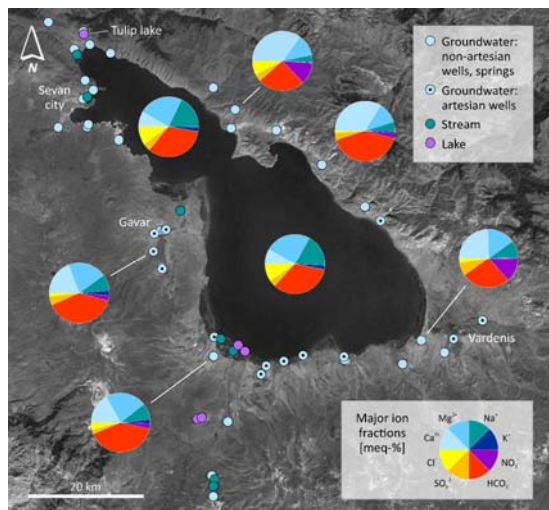 Tulip lake
N
Sevan
city
Groundwater:
non-artesian
wells, springs
Groundwater:
artesian wells
Stream
Lake
Gavar
Vardenis
Major ion
fractions
[meq-%]
Mg²⁺
Na⁺
Ca²⁺
K⁺
Cl⁻
NO₃⁻
SO₄²⁻
HCO₃⁻
20 km